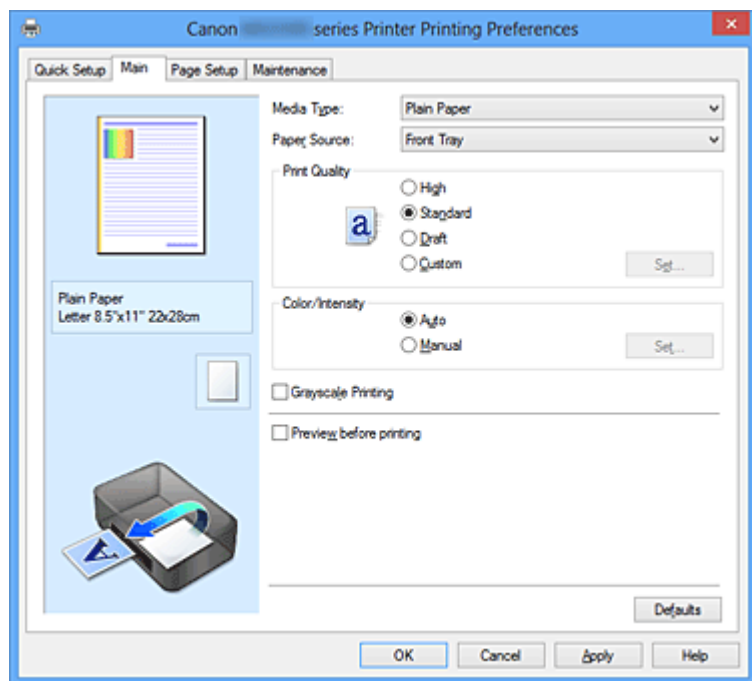 Canon series Printer Printing Preferences
Quick Setup Main Page Setup Maintenance
Media Type: Plain Paper
Paper Source: Front Tray
Print Quality
High
a
Standard
Draft
Custom
Set...
Plain Paper
Letter 8.5"x11" 22x28cm
Color/Intensity
Auto
Manual
Set...
Grayscale Printing
Preview before printing
A
Defaults
OK Cancel Apply Help